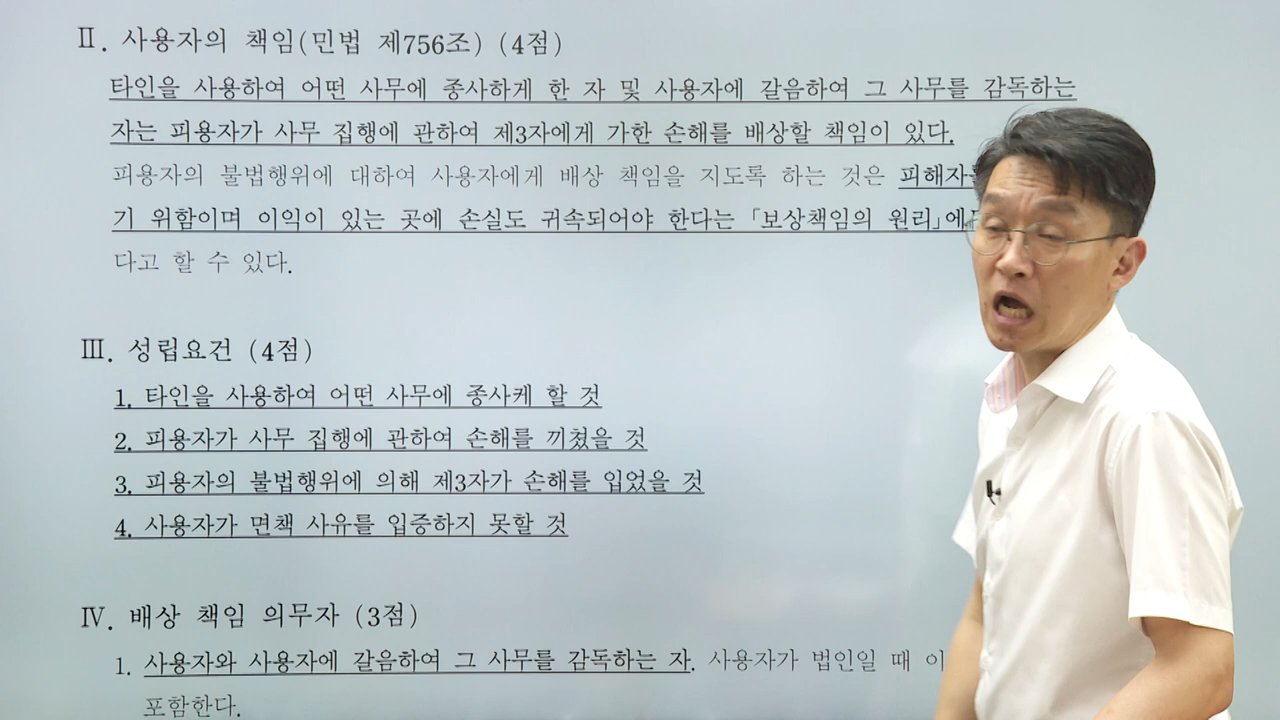 Ⅱ. 사용자의 책임(민법 제756조) (4점)
타인을 사용하여 어떤 사무에 종사하게 한 자 및 사용자에 갈음하여 그 사무를 감독하는
자는 피용자가 사무 집행에 관하여 제3자에게 가한 손해를 배상할 책임이 있다.
피용자의 불법행위에 대하여 사용자에게 배상 책임을 지도록 하는 것은 피해자
기 위함이며 이익이 있는 곳에 손실도 귀속되어야 한다는 「보상책임의 원리」에
다고 할 수 있다.
Ⅲ. 성립요건 (4점)
1. 타인을 사용하여 어떤 사무에 종사케 할 것
2. 피용자가 사무 집행에 관하여 손해를 끼쳤을 것
3. 피용자의 불법행위에 의해 제3자가 손해를 입었을 것
4. 사용자가 면책 사유를 입증하지 못할 것
Ⅳ. 배상 책임 의무자 (3점)
1. 사용자와 사용자에 갈음하여 그 사무를 감독하는 자. 사용자가 법인일 때 이
포함한다.